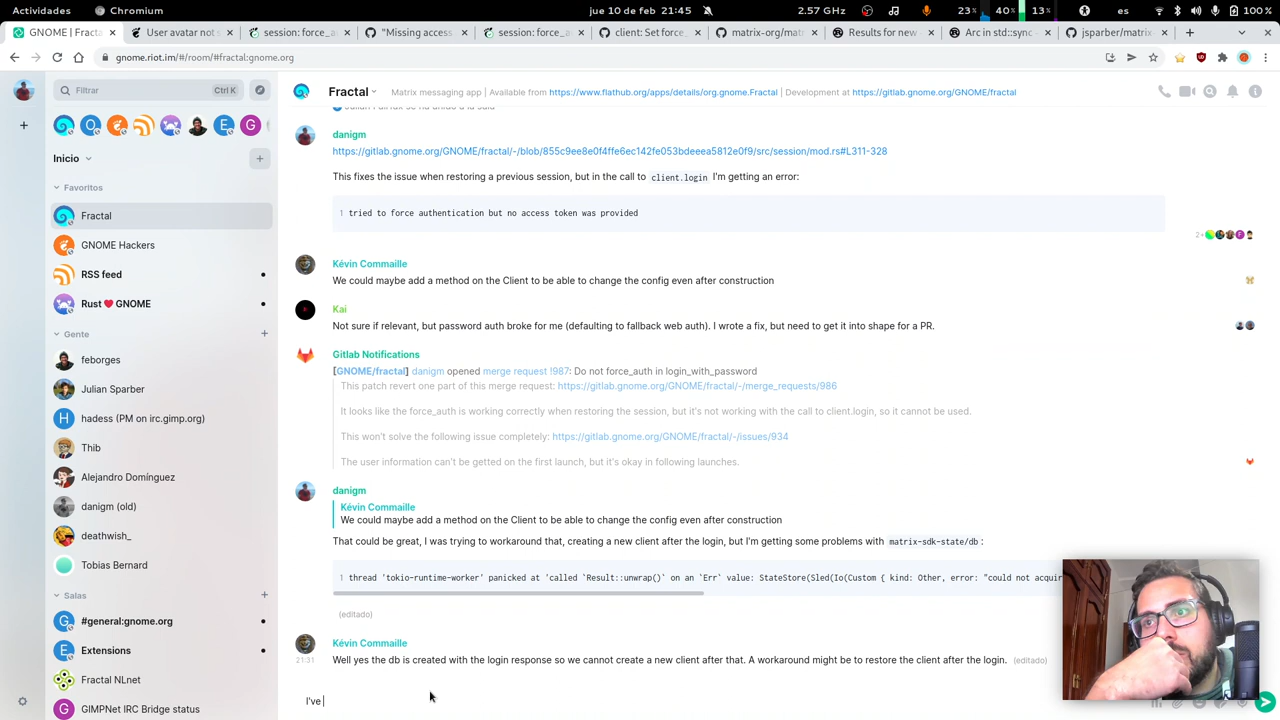 Actividades
Chromium
jue 10 de feb 21:45
2.57 GHz
23%
40%
13%
es
100 %
GNOME | Fractal
User avatar not s
session: force_a
"Missing access
session: force_a
client: Set force_
matrix-org/mat
Results for new
Arc in std::sync -
jsparber/matrix
gnome.riot.im/#/room/#fractal:gnome.org
Filtrar
Ctrl K
Fractal
Matrix messaging app | Available from https://www.flathub.org/apps/details/org.gnome.Fractal | Development at https://gitlab.gnome.org/GNOME/fractal
O
E
G
Inicio
Favoritos
Fractal
GNOME Hackers
RSS feed
Rust ❤ GNOME
Gente
feborges
Julian Sparber
H
hadess (PM on irc.gimp.org)
Thib
Alejandro Domínguez
danigm (old)
deathwish_
Tobias Bernard
Salas
G
#general:gnome.org
E
Extensions
Fractal NLnet
G
GIMPNet IRC Bridge status
danigm
https://gitlab.gnome.org/GNOME/fractal/-/blob/855c9ee8e0f4ffe6ec142fe053bdeeea5812e0f9/src/session/mod.rs#L311-328
This fixes the issue when restoring a previous session, but in the call to client.login I'm getting an error:
1 tried to force authentication but no access token was provided
2+
Kévin Commaille
We could maybe add a method on the Client to be able to change the config even after construction
Kai
Not sure if relevant, but password auth broke for me (defaulting to fallback web auth). I wrote a fix, but need to get it into shape for a PR.
Gitlab Notifications
[GNOME/fractal] danigm opened merge request !987: Do not force_auth in login_with_password
This patch revert one part of this merge request: https://gitlab.gnome.org/GNOME/fractal/-/merge_requests/986
It looks like the force_auth is working correctly when restoring the session, but it's not working with the call to client.login, so it cannot be used.
This won't solve the following issue completely: https://gitlab.gnome.org/GNOME/fractal/-/issues/934
The user information can't be getted on the first launch, but it's okay in following launches.
danigm
Kévin Commaille
We could maybe add a method on the Client to be able to change the config even after construction
That could be great, I was trying to workaround that, creating a new client after the login, but I'm getting some problems with matrix-sdk-state/db :
1 thread 'tokio-runtime-worker' panicked at 'called `Result::unwrap()` on an `Err` value: StateStore(Sled(Io(Custom { kind: Other, error: "could not acquir
(editado)
Kévin Commaille
21:31
Well yes the db is created with the login response so we cannot create a new client after that. A workaround might be to restore the client after the login. (editado)
I've